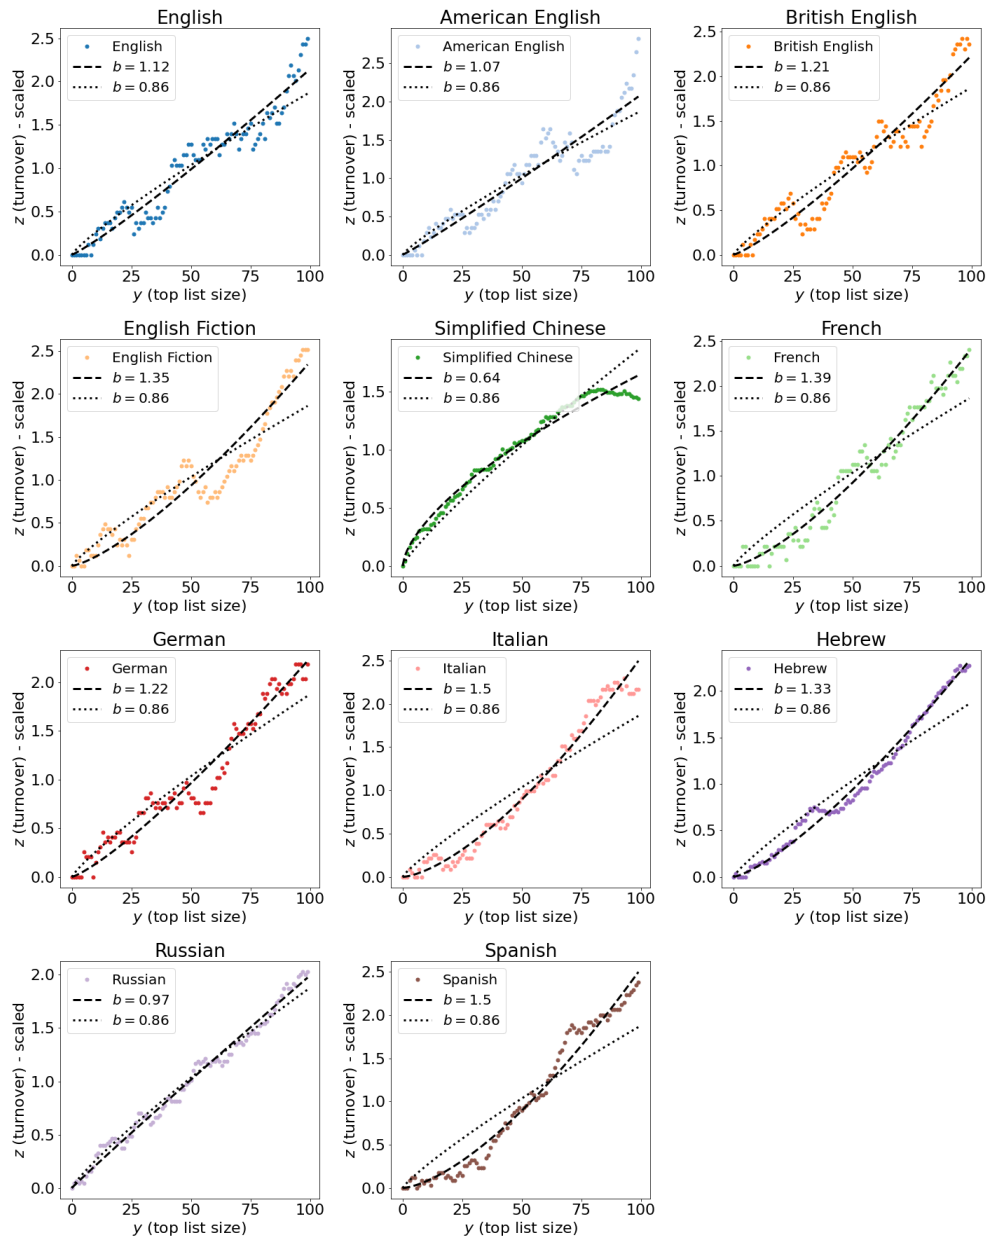 English
2.5
2.0
1.5
1.0
0.5
0.0
English
b = 1.12
b = 0.86
0
25
50
75
100
z (turnover) - scaled
y (top list size)
American English
2.5
2.0
1.5
1.0
0.5
0.0
American English
b = 1.07
b = 0.86
0
25
50
75
100
z (turnover) - scaled
y (top list size)
British English
2.5
2.0
1.5
1.0
0.5
0.0
British English
b = 1.21
b = 0.86
0
25
50
75
100
z (turnover) - scaled
y (top list size)
English Fiction
2.5
2.0
1.5
1.0
0.5
0.0
English Fiction
b = 1.35
b = 0.86
0
25
50
75
100
z (turnover) - scaled
y (top list size)
Simplified Chinese
1.5
1.0
0.5
0.0
Simplified Chinese
b = 0.64
b = 0.86
0
25
50
75
100
z (turnover) - scaled
y (top list size)
French
2.5
2.0
1.5
1.0
0.5
0.0
French
b = 1.39
b = 0.86
0
25
50
75
100
z (turnover) - scaled
y (top list size)
German
2.0
1.5
1.0
0.5
0.0
German
b = 1.22
b = 0.86
0
25
50
75
100
z (turnover) - scaled
y (top list size)
Italian
2.5
2.0
1.5
1.0
0.5
0.0
Italian
b = 1.5
b = 0.86
0
25
50
75
100
z (turnover) - scaled
y (top list size)
Hebrew
2.0
1.5
1.0
0.5
0.0
Hebrew
b = 1.33
b = 0.86
0
25
50
75
100
z (turnover) - scaled
y (top list size)
Russian
2.0
1.5
1.0
0.5
0.0
Russian
b = 0.97
b = 0.86
0
25
50
75
100
z (turnover) - scaled
y (top list size)
Spanish
2.5
2.0
1.5
1.0
0.5
0.0
Spanish
b = 1.5
b = 0.86
0
25
50
75
100
z (turnover) - scaled
y (top list size)